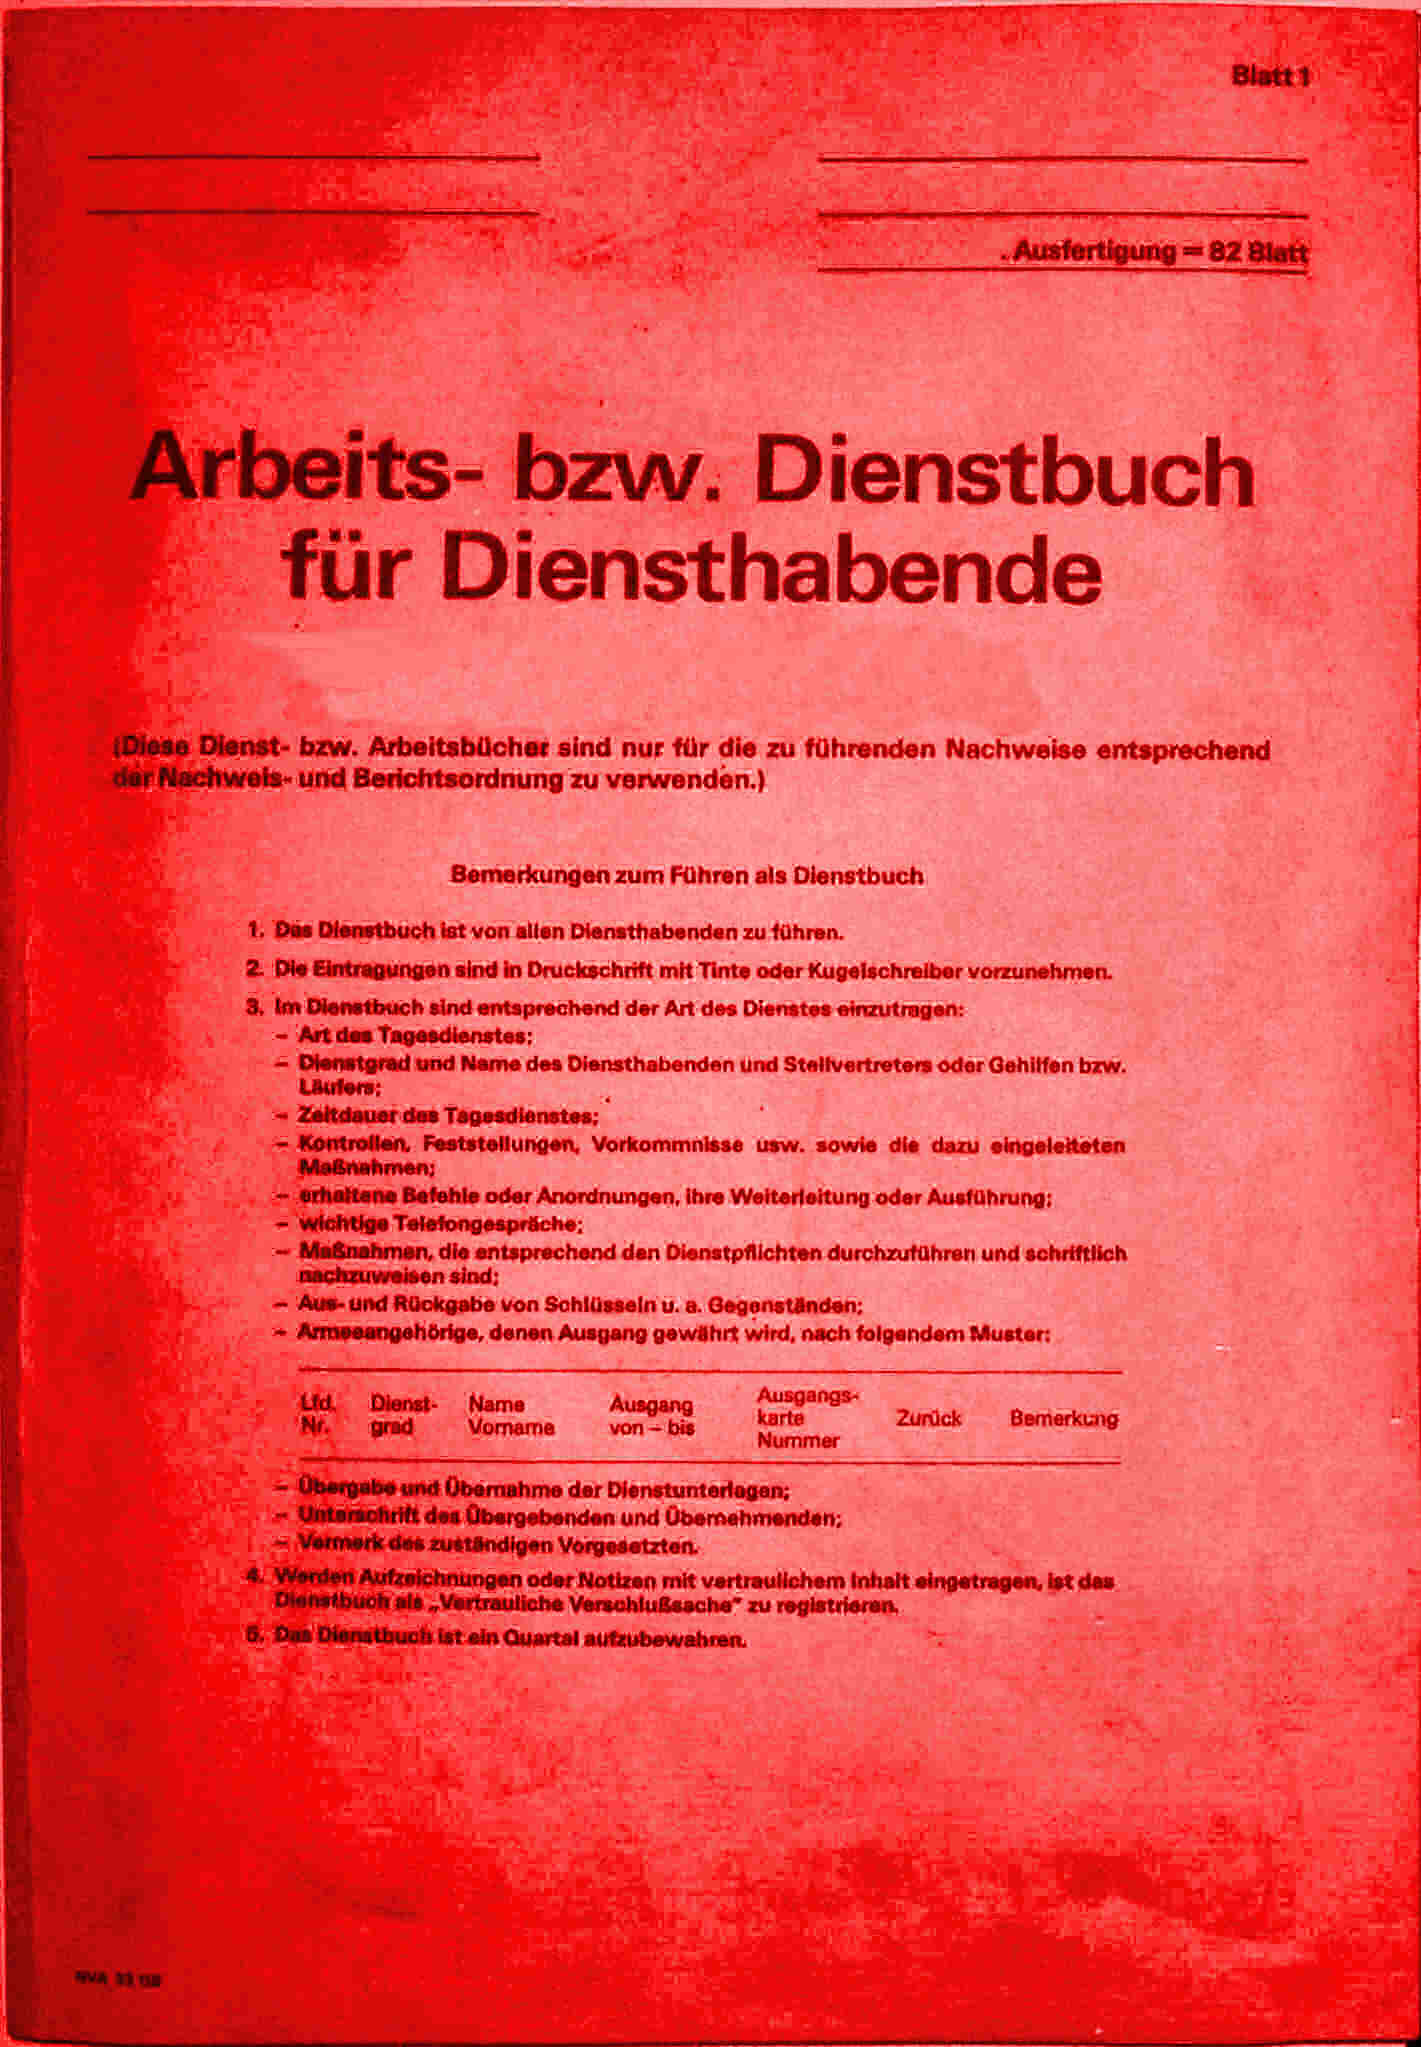 Blatt 1
. Ausfertigung = 82 Blatt
Arbeits- bzw. Dienstbuch
für Diensthabende
(Diese Dienst- bzw. Arbeitsbücher sind nur für die zu führenden Nachweise entsprechend
der Nachweis- und Berichtsordnung zu verwenden.)
Bemerkungen zum Führen als Dienstbuch
1. Das Dienstbuch ist von allen Diensthabenden zu führen.
2. Die Eintragungen sind in Druckschrift mit Tinte oder Kugelschreiber vorzunehmen.
3. Im Dienstbuch sind entsprechend der Art des Dienstes einzutragen:
– Art des Tagesdienstes;
– Dienstgrad und Name des Diensthabenden und Stellvertreters oder Gehilfen bzw.
Läufers;
– Zeitdauer des Tagesdienstes;
– Kontrollen, Feststellungen, Vorkommnisse usw. sowie die dazu eingeleiteten
Maßnahmen;
– erhaltene Befehle oder Anordnungen, ihre Weiterleitung oder Ausführung;
– wichtige Telefongespräche;
– Maßnahmen, die entsprechend den Dienstpflichten durchzuführen und schriftlich
nachzuweisen sind;
– Aus- und Rückgabe von Schlüsseln u. a. Gegenständen;
– Armeeangehörige, denen Ausgang gewährt wird, nach folgendem Muster:
Lfd. Dienst- Name Ausgang Ausgangs-
Nr. grad Vorname von – bis karte Zurück Bemerkung
Nummer
– Übergabe und Übernahme der Dienstunterlagen;
– Unterschrift des Übergebenden und Übernehmenden;
– Vermerk des zuständigen Vorgesetzten.
4. Werden Aufzeichnungen oder Notizen mit vertraulichem Inhalt eingetragen, ist das
Dienstbuch als „Vertrauliche Verschlußsache" zu registrieren.
5. Das Dienstbuch ist ein Quartal aufzubewahren.
NVA 33